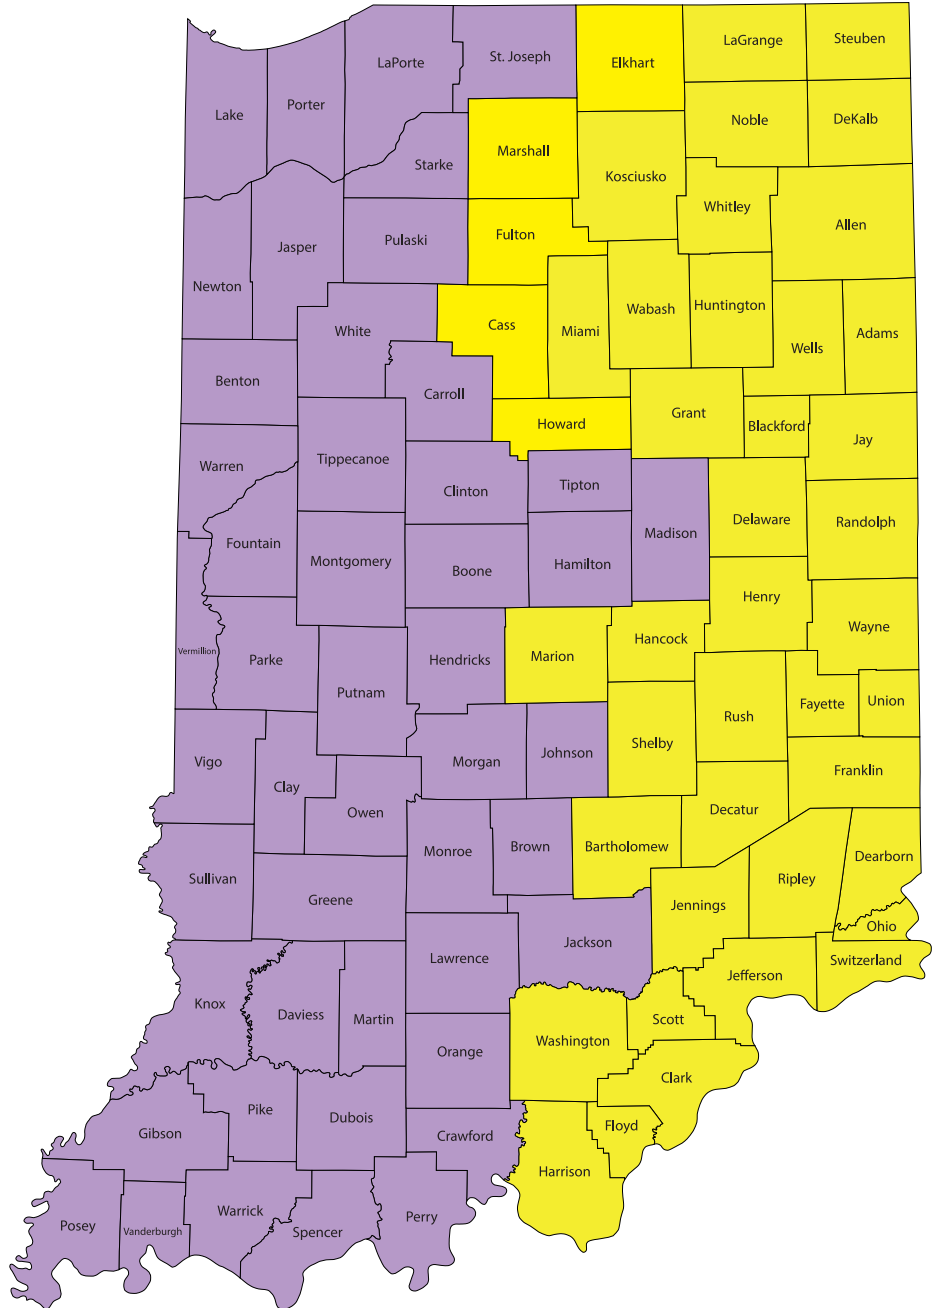 Steuben
LaGrange
St. Joseph
Elkhart
LaPorte
Porter
Lake
DeKalb
Noble
Marshall
Starke
Kosciusko
Whitley
Allen
Fulton
Pulaski
Jasper
Newton
Huntington
Wabash
Cass
Miami
White
Adams
Wells
Benton
Carroll
Grant
Howard
Blackford
Jay
Tippecanoe
Warren
Tipton
Clinton
Delaware
Randolph
Madison
Fountain
Montgomery
Hamilton
Boone
Henry
Wayne
Hancock
Vermillion
Parke
Hendricks
Marion
Putnam
Union
Fayette
Rush
Shelby
Johnson
Morgan
Vigo
Franklin
Clay
Owen
Decatur
Bartholomew
Brown
Monroe
Dearborn
Ripley
Sullivan
Greene
Jennings
Ohio
Jackson
Lawrence
Switzerland
Jefferson
Knox
Daviess
Martin
Scott
Washington
Orange
Clark
Pike
Dubois
Floyd
Gibson
Crawford
Harrison
Warrick
Perry
Posey
Vanderburgh
Spencer